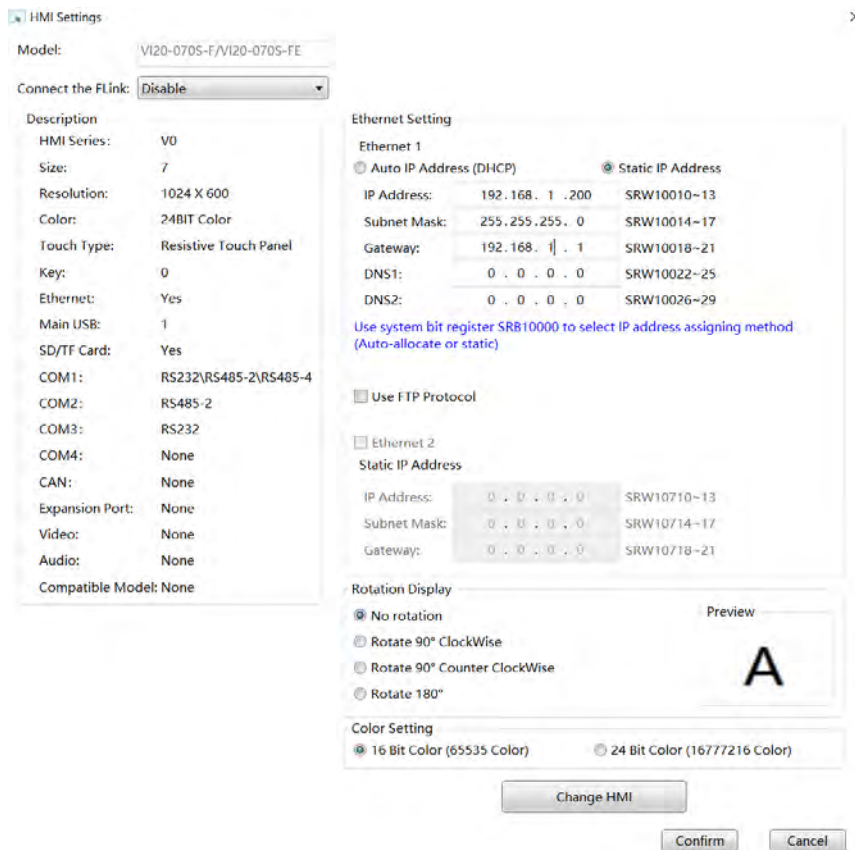 HMI Settings
Model: VI20-070S-F/VI20-070S-FE
Connect the FLink: Disable
Description
HMI Series: V0
Size: 7
Resolution: 1024 X 600
Color: 24BIT Color
Touch Type: Resistive Touch Panel
Key: 0
Ethernet: Yes
Main USB: 1
SD/TF Card: Yes
COM1: RS232\RS485-2\RS485-4
COM2: RS485-2
COM3: RS232
COM4: None
CAN: None
Expansion Port: None
Video: None
Audio: None
Compatible Model: None
Ethernet Setting
Ethernet 1
Auto IP Address (DHCP) Static IP Address
IP Address: 192.168. 1 .200 SRW10010~13
Subnet Mask: 255.255.255. 0 SRW10014~17
Gateway: 192.168. 1 . 1 SRW10018~21
DNS1: 0 . 0 . 0 . 0 SRW10022~25
DNS2: 0 . 0 . 0 . 0 SRW10026~29
Use system bit register SRB10000 to select IP address assigning method
(Auto-allocate or static)
Use FTP Protocol
Ethernet 2
Static IP Address
IP Address: 0 . 0 . 0 . 0 SRW10710~13
Subnet Mask: 0 . 0 . 0 . 0 SRW10714~17
Gateway: 0 . 0 . 0 . 0 SRW10718~21
Rotation Display
No rotation
Rotate 90° ClockWise
Rotate 90° Counter ClockWise
Rotate 180°
Preview
A
Color Setting
16 Bit Color (65535 Color) 24 Bit Color (16777216 Color)
Change HMI
Confirm Cancel